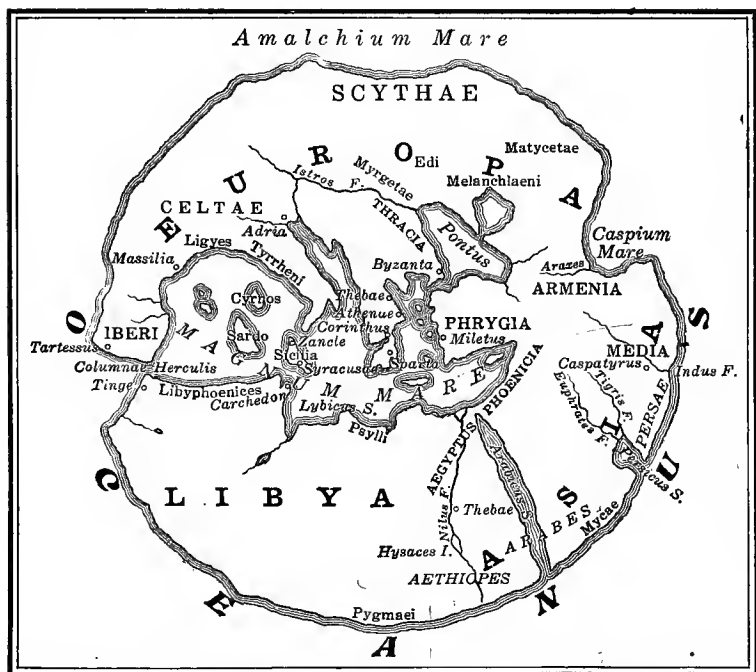 Amalchium Mare
SCYTHAE
EUROPA
Edi
Matycetae
Istros F.
Myrgetae
Melanchlaeni
CELTAE
Adria
THRACIA
Pontus
Caspium
Mare
Ligyes
Tyrrheni
Massilia
Byzanta
Araxes
ARMENIA
Cyrnos
Thebae
Athenae
Corinthus
IBERI
Sardo
Zancle
PHRYGIA
Miletus
MEDIA
Tartessus
Sicilia
Sparta
Caspatyrus
Indus F.
Columnae Herculis
Syracusae
Tinge
Libyphoenices
Carchedon
MAGNUM MARE
Lybicus S.
Psylli
PHOENICIA
Tigris F.
Euphrates F.
PERSAE
Persicus S.
LIBYA
AEGYPTUS
Nilus F.
Thebae
Arabicus S.
ARABES
Mycae
ASIA
Hysaces I.
AETHIOPES
Pygmaei
OCEANUS